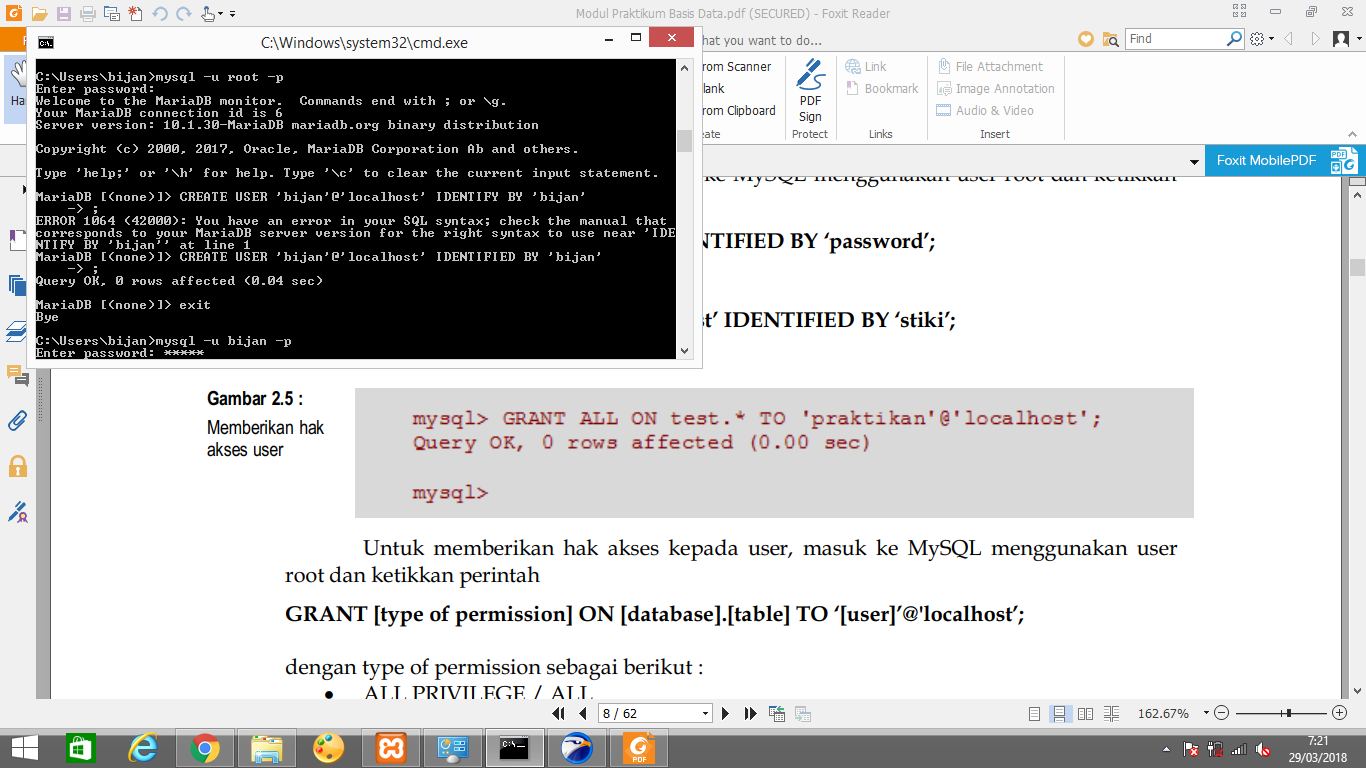 Modul Praktikum Basis Data.pdf (SECURED) - Foxit Reader
C:\Windows\system32\cmd.exe
hat you want to do...
Find
C:\Users\bijan>mysql -u root -p
Enter password:
Welcome to the MariaDB monitor.  Commands end with ; or \g.
Your MariaDB connection id is 6
Server version: 10.1.30-MariaDB mariadb.org binary distribution
Copyright (c) 2000, 2017, Oracle, MariaDB Corporation Ab and others.
Type 'help;' or '\h' for help. Type '\c' to clear the current input statement.
MariaDB [(none)]> CREATE USER 'bijan'@'localhost' IDENTIFY BY 'bijan'
-> ;
ERROR 1064 (42000): You have an error in your SQL syntax; check the manual that
corresponds to your MariaDB server version for the right syntax to use near 'IDE
NTIFY BY 'bijan'' at line 1
MariaDB [(none)]> CREATE USER 'bijan'@'localhost' IDENTIFIED BY 'bijan'
-> ;
Query OK, 0 rows affected (0.04 sec)
MariaDB [(none)]> exit
Bye
C:\Users\bijan>mysql -u bijan -p
Enter password: *****
Ha
rom Scanner
lank
rom Clipboard
eate
PDF
Sign
Protect
Link
Bookmark
Links
File Attachment
Image Annotation
Audio & Video
Insert
Foxit MobilePDF
PDF
ke MySQL menggunakan user root dan ketikkan
NTIFIED BY ‘password’;
st’ IDENTIFIED BY ‘stiki’;
Gambar 2.5 :
Memberikan hak
akses user
mysql> GRANT ALL ON test.* TO 'praktikan'@'localhost';
Query OK, 0 rows affected (0.00 sec)
mysql>
Untuk memberikan hak akses kepada user, masuk ke MySQL menggunakan user
root dan ketikkan perintah
GRANT [type of permission] ON [database].[table] TO ‘[user]’@'localhost’;
dengan type of permission sebagai berikut :
• ALL PRIVILEGE / ALL
8 / 62
162.67%
PDF
7:21
29/03/2018